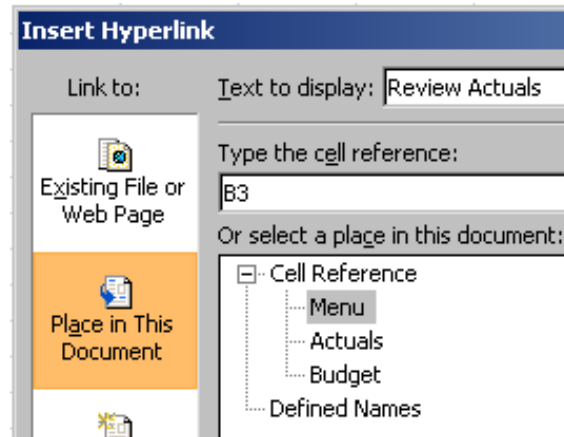 Insert Hyperlink
Link to:
Text to display: Review Actuals
Existing File or
Web Page
Place in This
Document
Type the cell reference:
B3
Or select a place in this document:
Cell Reference
Menu
Actuals
Budget
Defined Names